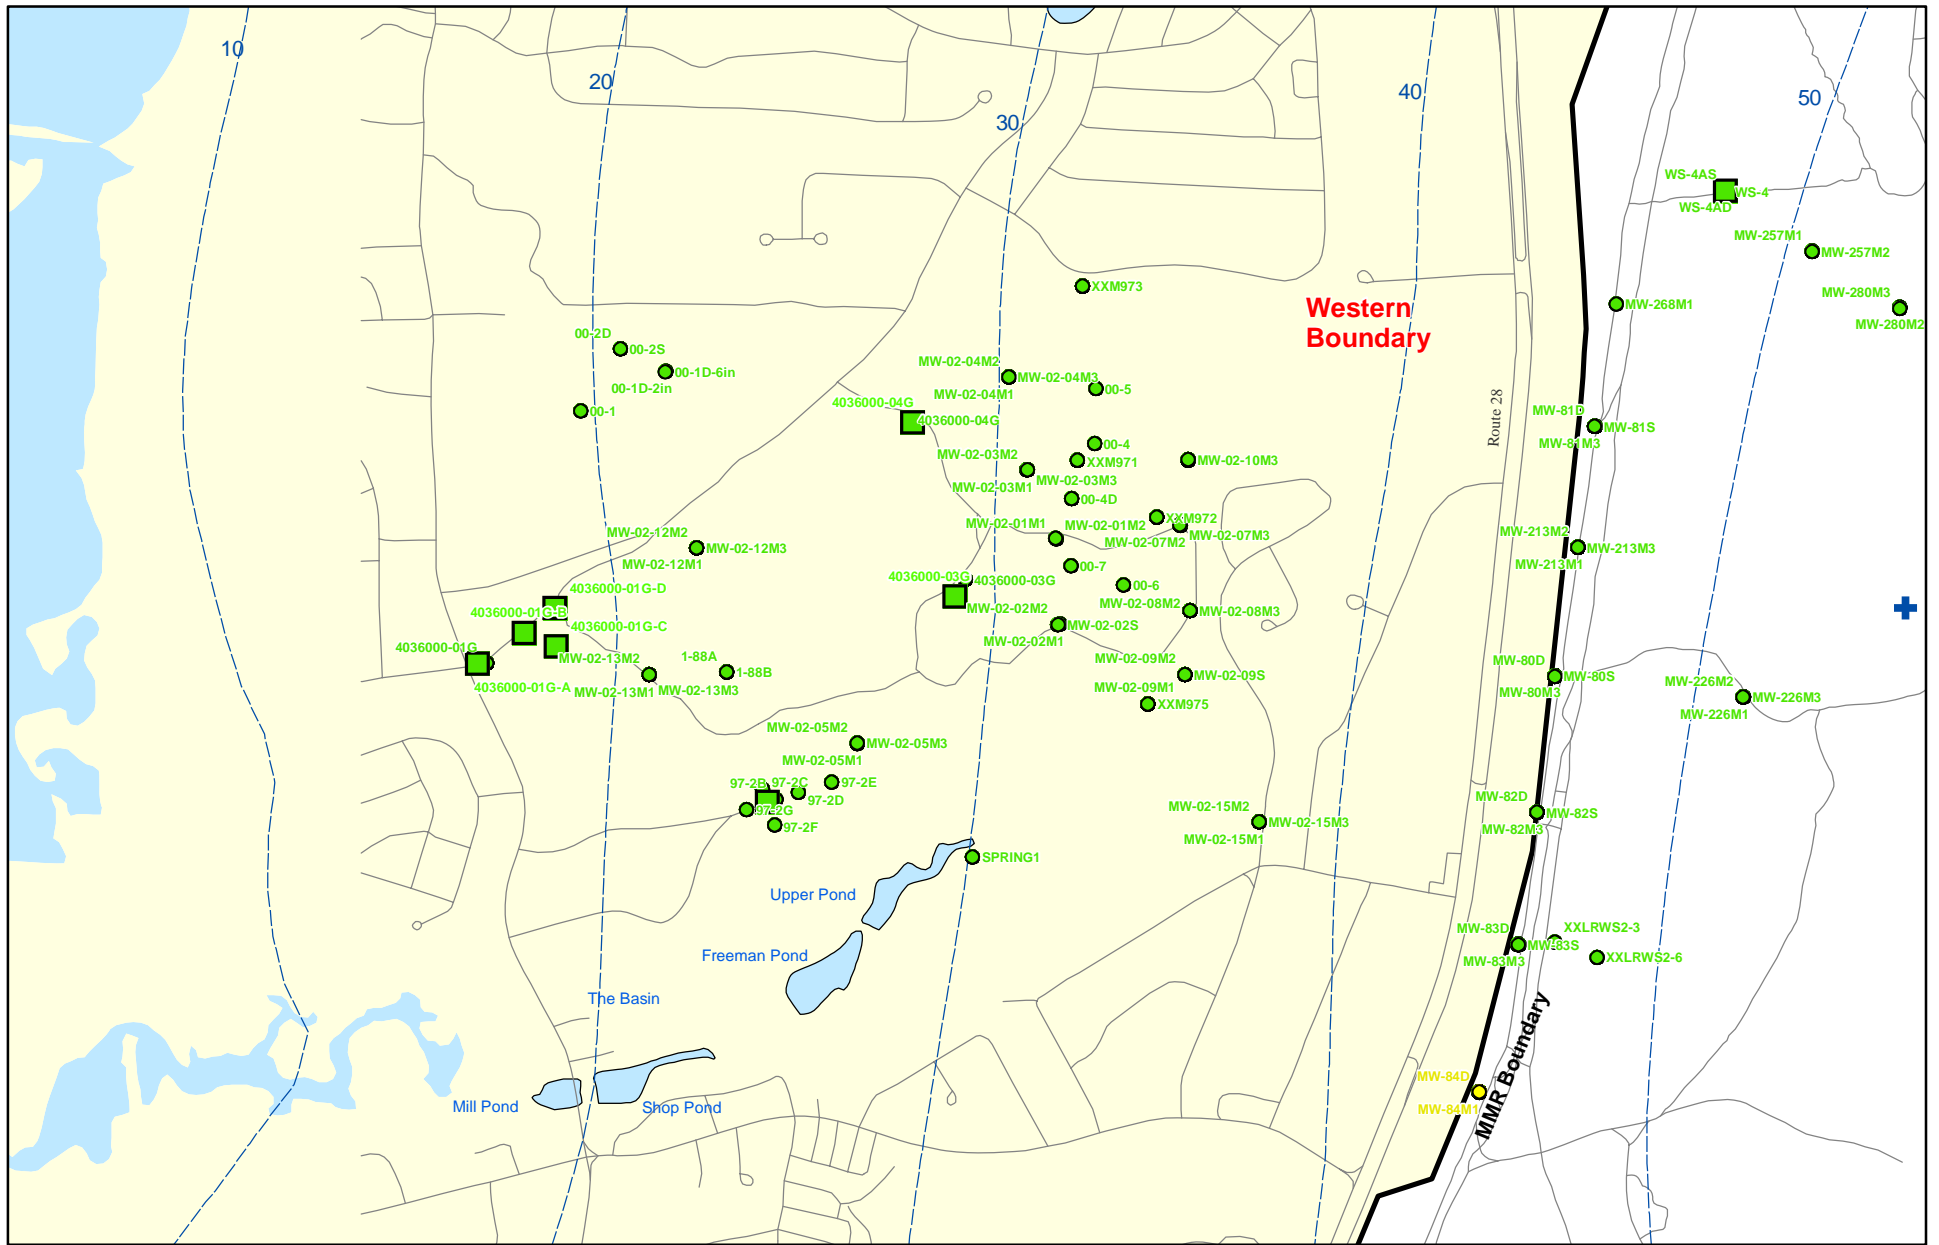 10
20
30
40
50
WS-4AS
WS-4
WS-4AD
MW-257M1
MW-257M2
MW-280M3
MW-280M2
MW-268M1
XXM973
Western
Boundary
00-2D
00-2S
00-1D-6in
00-1D-2in
00-1
MW-02-04M2
MW-02-04M3
MW-02-04M1
00-5
4036000-04G
4036000-04G
Route 28
MW-81D
MW-81S
MW-81M3
00-4
XXM971
MW-02-03M2
MW-02-03M3
MW-02-03M1
MW-02-10M3
00-4D
XXM972
MW-02-01M1
MW-02-01M2
MW-02-07M2
MW-02-07M3
MW-213M2
MW-213M3
MW-213M1
MW-02-12M2
MW-02-12M3
MW-02-12M1
00-7
4036000-03G
4036000-03G
00-6
MW-02-02M2
MW-02-08M2
MW-02-08M3
4036000-01G-D
4036000-01G-B
4036000-01G-C
MW-02-02S
MW-02-02M1
4036000-01G
4036000-01G-A
MW-02-13M2
MW-02-13M1
MW-02-13M3
1-88A
1-88B
MW-02-09M2
MW-02-09S
MW-02-09M1
XXM975
MW-80D
MW-80S
MW-80M3
MW-226M2
MW-226M3
MW-226M1
MW-02-05M2
MW-02-05M3
MW-02-05M1
97-2B
97-2C
97-2E
97-2D
97-2G
97-2F
MW-02-15M2
MW-02-15M3
MW-02-15M1
MW-82D
MW-82S
MW-82M3
SPRING1
Upper Pond
Freeman Pond
MW-83D
MW-83S
MW-83M3
XXLRWS2-3
XXLRWS2-6
The Basin
MMR Boundary
MW-84D
MW-84M1
Mill Pond
Shop Pond